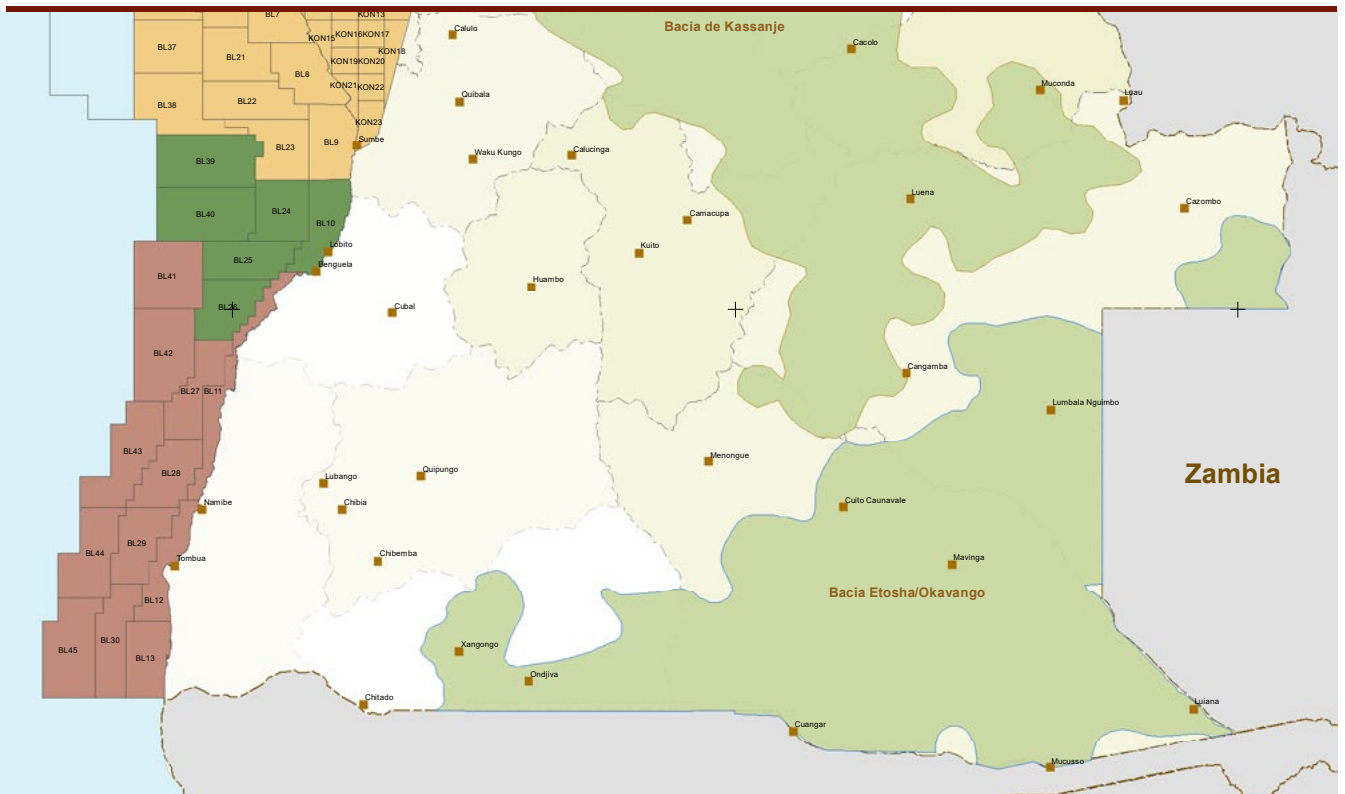 BL7
KON13
Bacia de Kassanje
Calulo
BL37
KON15
KON16
KON17
KON18
Cacolo
BL21
KON19
KON20
BL8
KON21
KON22
Muconda
Luau
BL38
BL22
Quibala
KON23
BL23
BL9
Sumbe
BL39
Waku Kungo
Calucinga
Luena
Cazombo
BL40
BL24
BL10
Camacupa
Lobito
Kuito
BL25
Benguela
BL41
Huambo
BL26
Cubal
BL42
Cangamba
BL27
BL11
Lumbala Nguimbo
BL43
Menongue
BL28
Lubango
Quipungo
Zambia
Namibe
Chibia
Cuito Caunavale
BL44
BL29
Tombua
Chibemba
Mavinga
Bacia Etosha/Okavango
BL12
BL45
BL30
BL13
Xangongo
Ondjiva
Chitado
Luiana
Cuangar
Mucusso